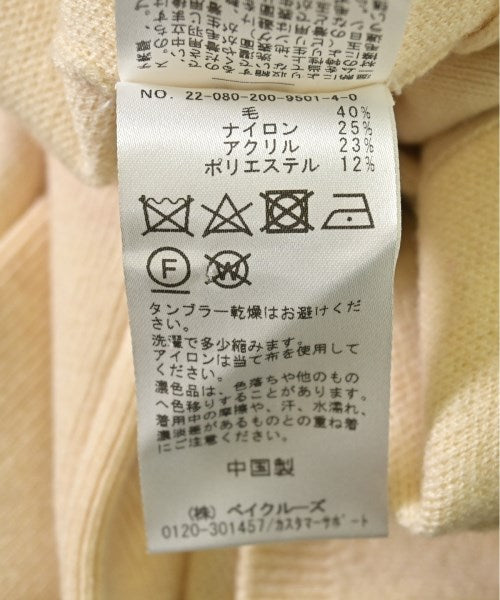 NO. 22-080-200-9501-4-0
毛 40%
ナイロン 25%
アクリル 23%
ポリエステル 12%
F
W
タンブラー乾燥はお避けくだ
さい。
洗濯で多少縮みます。
アイロンは当て布を使用して
ください。
濃色品は、色落ちや他のもの
へ色移りすることがあります。
着用中の摩擦や、汗、水濡れ、
濃淡差があるものとの重ね着
にご注意ください。
中国製
(株) ベイクルーズ
0120-301457/カスタマーサポート